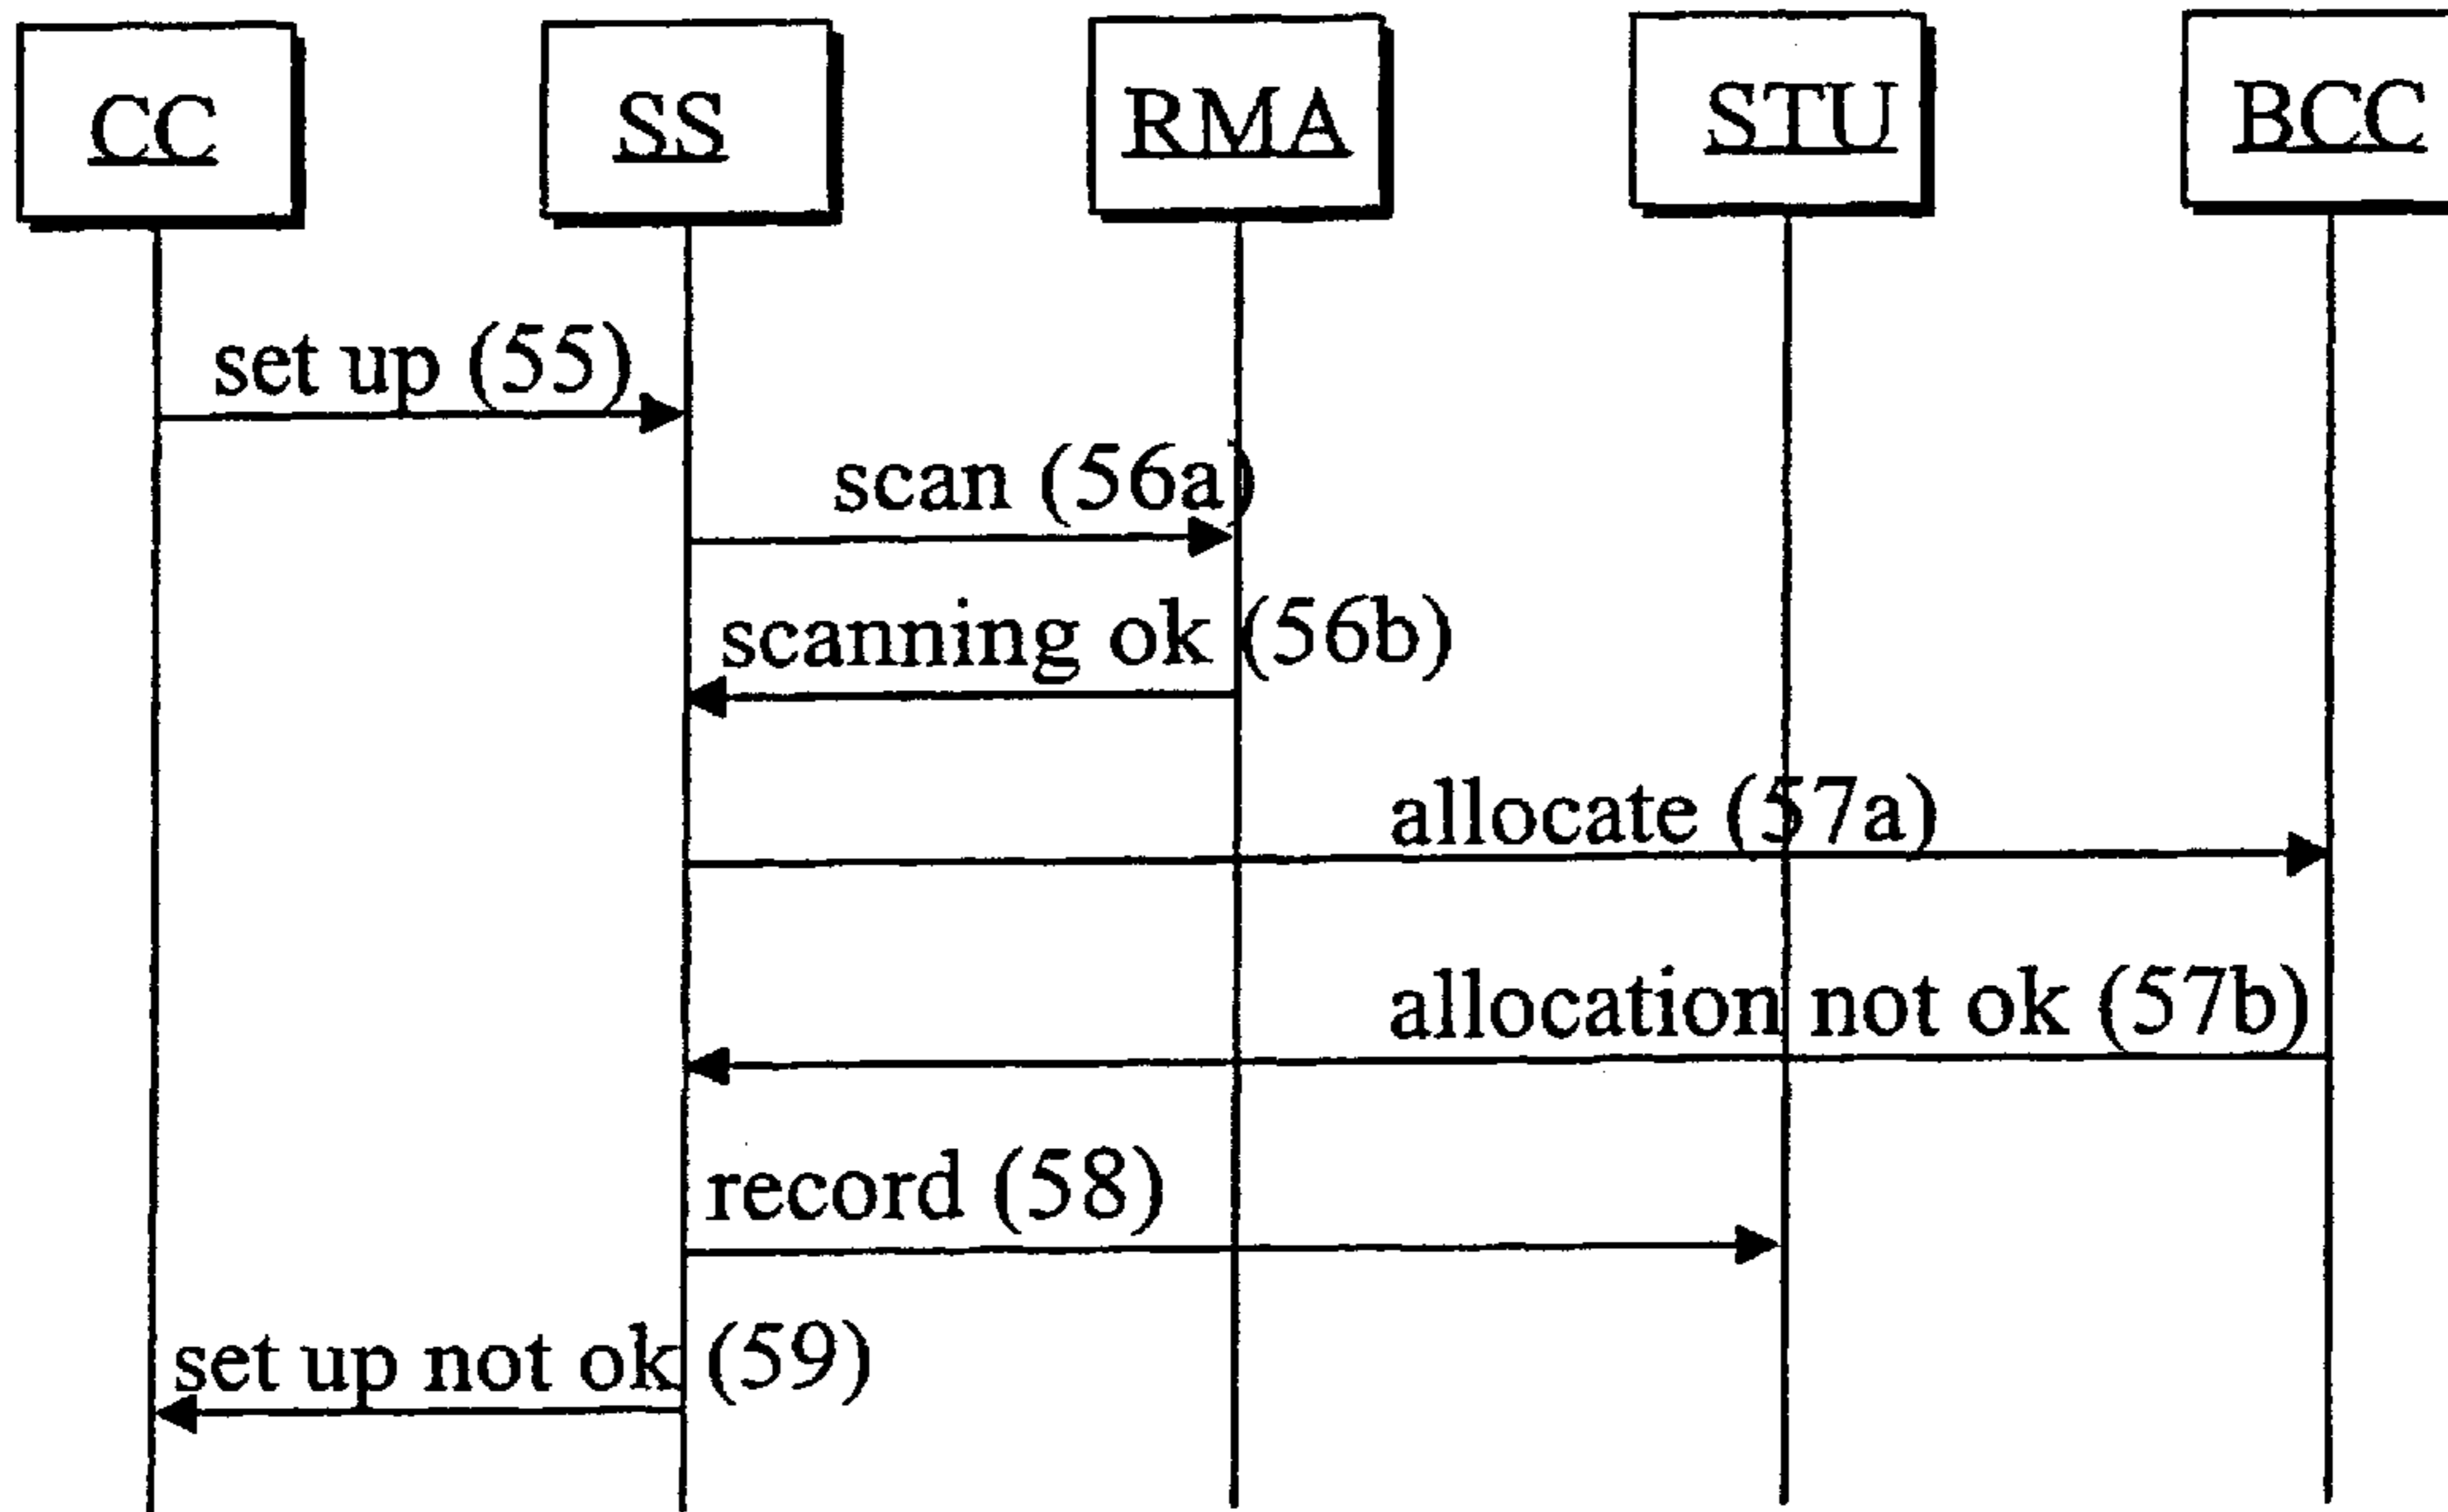 CC SS RMA STU BCC
set up (55)
scan (56a)
scanning ok (56b)
allocate (57a)
allocation not ok (57b)
record (58)
set up not ok (59)